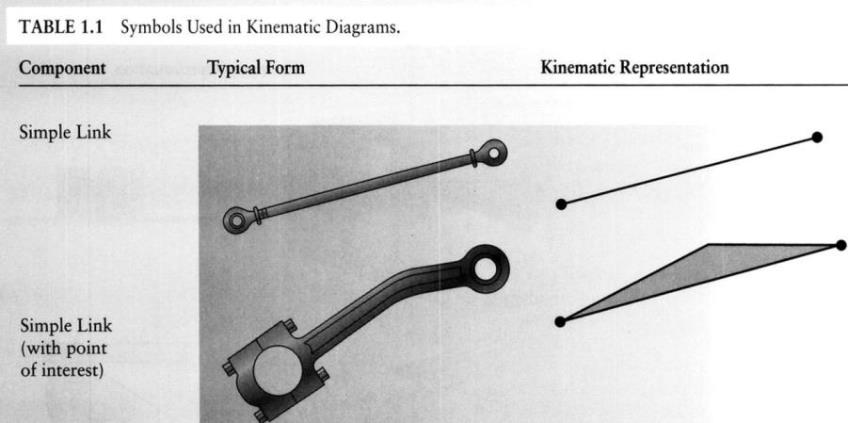 TABLE 1.1 Symbols Used in Kinematic Diagrams.
Component Typical Form Kinematic Representation
Simple Link
Simple Link
(with point
of interest)